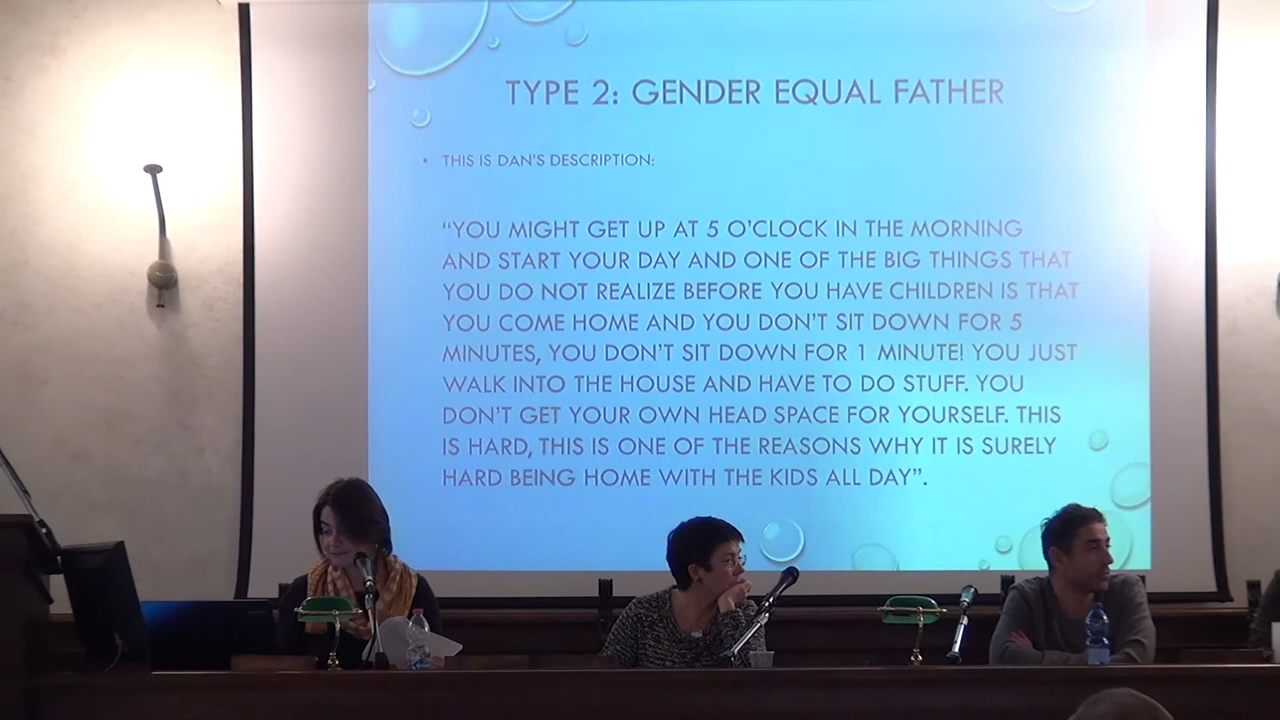 TYPE 2: GENDER EQUAL FATHER
• THIS IS DAN'S DESCRIPTION:
“YOU MIGHT GET UP AT 5 O’CLOCK IN THE MORNING
AND START YOUR DAY AND ONE OF THE BIG THINGS THAT
YOU DO NOT REALIZE BEFORE YOU HAVE CHILDREN IS THAT
YOU COME HOME AND YOU DON’T SIT DOWN FOR 5
MINUTES, YOU DON’T SIT DOWN FOR 1 MINUTE! YOU JUST
WALK INTO THE HOUSE AND HAVE TO DO STUFF. YOU
DON’T GET YOUR OWN HEAD SPACE FOR YOURSELF. THIS
IS HARD, THIS IS ONE OF THE REASONS WHY IT IS SURELY
HARD BEING HOME WITH THE KIDS ALL DAY”.